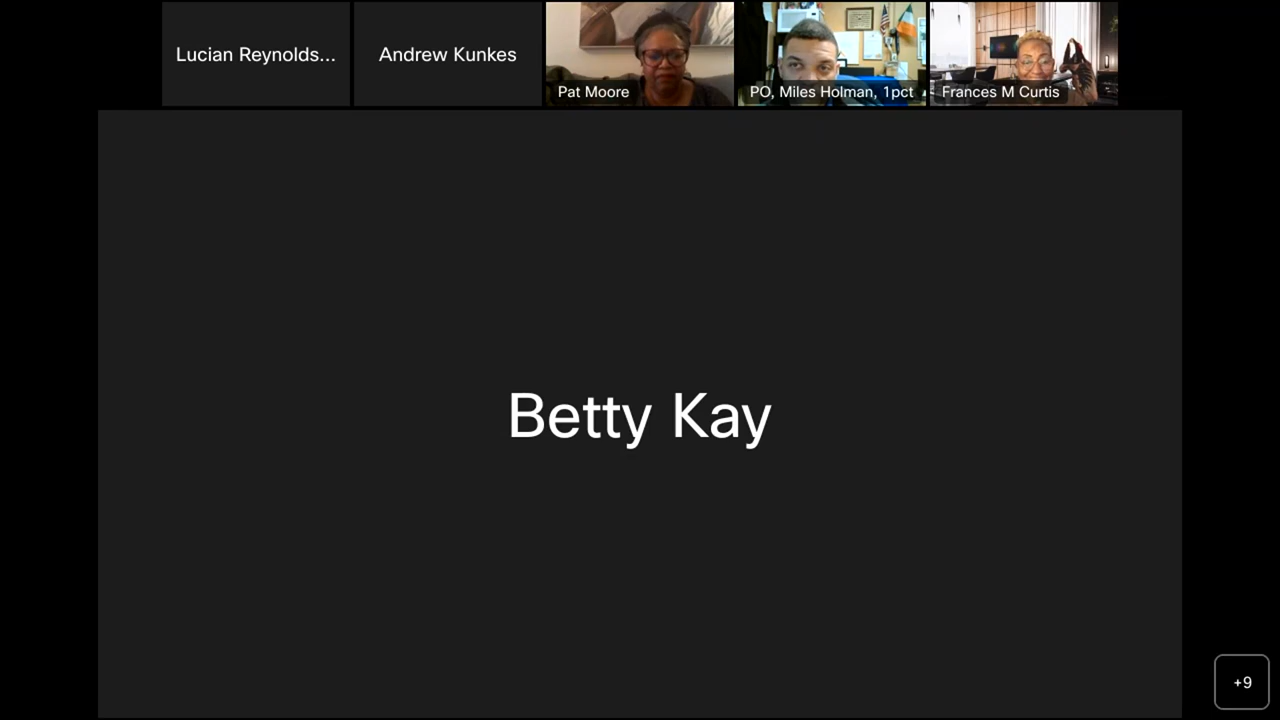 Lucian Reynolds...
Andrew Kunkes
Pat Moore
PO, Miles Holman, 1pct
Frances M Curtis
Betty Kay
+9